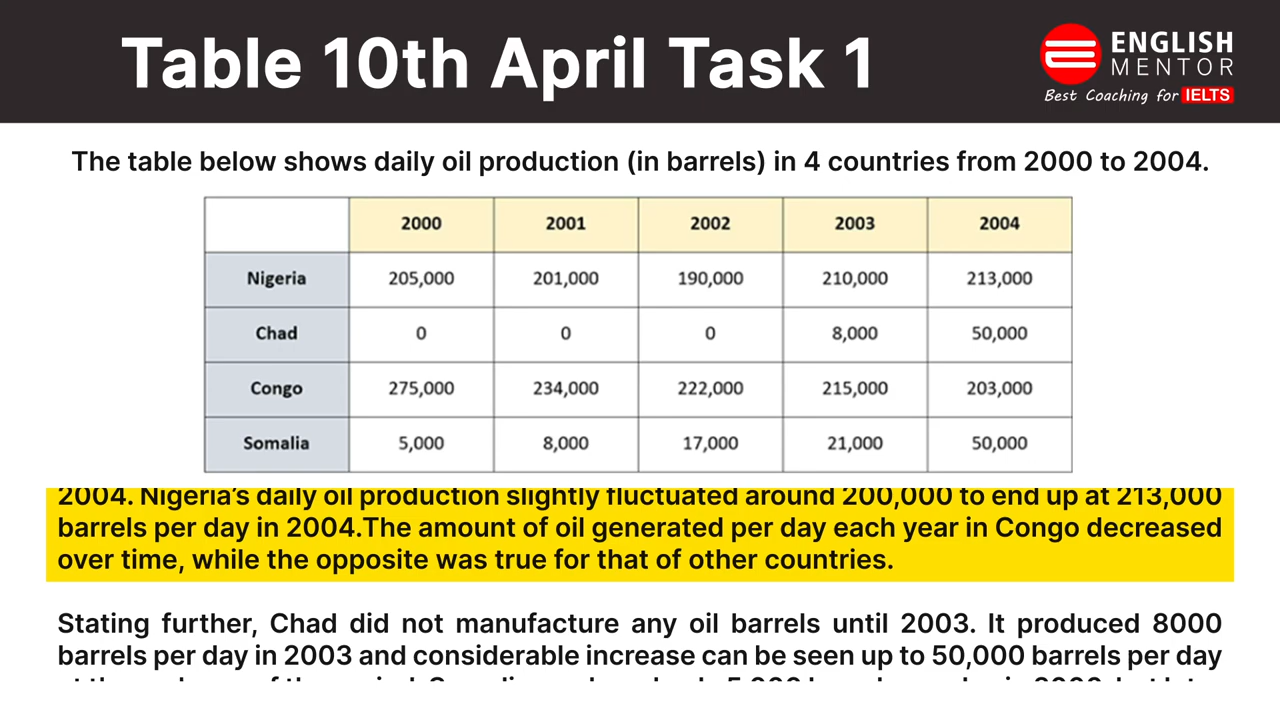 Table 10th April Task 1
ENGLISH
MENTOR
Best Coaching for IELTS
The table below shows daily oil production (in barrels) in 4 countries from 2000 to 2004.
2000 2001 2002 2003 2004
Nigeria 205,000 201,000 190,000 210,000 213,000
Chad 0 0 0 8,000 50,000
Congo 275,000 234,000 222,000 215,000 203,000
Somalia 5,000 8,000 17,000 21,000 50,000
2004. Nigeria's daily oil production slightly fluctuated around 200,000 to end up at 213,000
barrels per day in 2004.The amount of oil generated per day each year in Congo decreased
over time, while the opposite was true for that of other countries.
Stating further, Chad did not manufacture any oil barrels until 2003. It produced 8000
barrels per day in 2003 and considerable increase can be seen up to 50,000 barrels per day